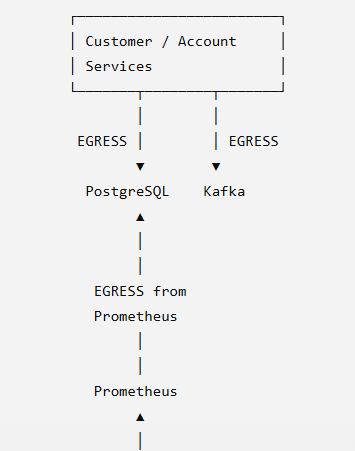 Customer / Account
Services
EGRESS EGRESS
PostgreSQL Kafka
EGRESS from
Prometheus
Prometheus